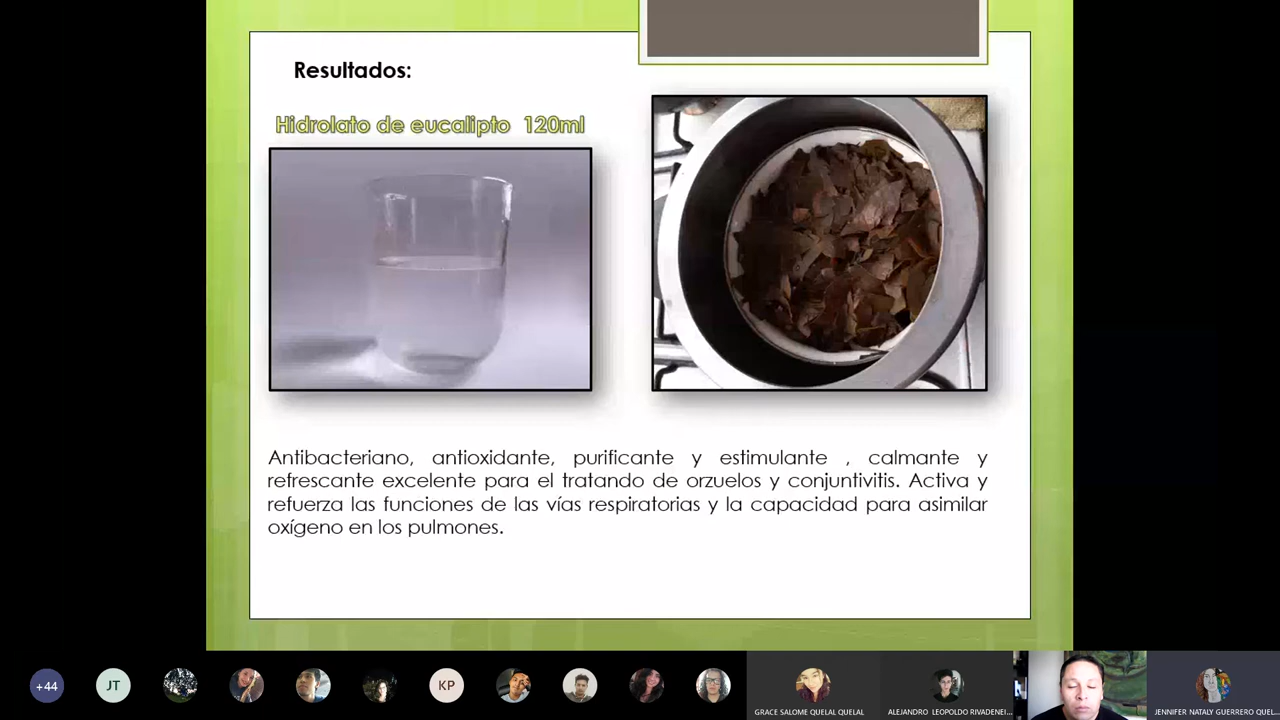 Resultados:
Hidrolato de eucalipto 120ml
Antibacteriano, antioxidante, purificante y estimulante , calmante y
refrescante excelente para el tratando de orzuelos y conjuntivitis. Activa y
refuerza las funciones de las vías respiratorias y la capacidad para asimilar
oxígeno en los pulmones.
+44
JT
KP
GRACE SALOME QUELAL QUELAL
ALEJANDRO LEOPOLDO RIVADENEI...
JENNIFER NATALY GUERRERO QUEL...